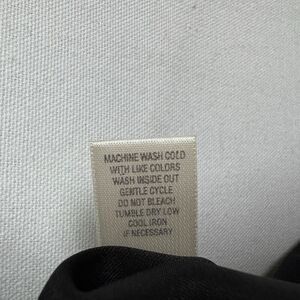 MACHINE WASH COLD
WITH LIKE COLORS
WASH INSIDE OUT
GENTLE CYCLE
DO NOT BLEACH
TUMBLE DRY LOW
COOL IRON
IF NECESSARY